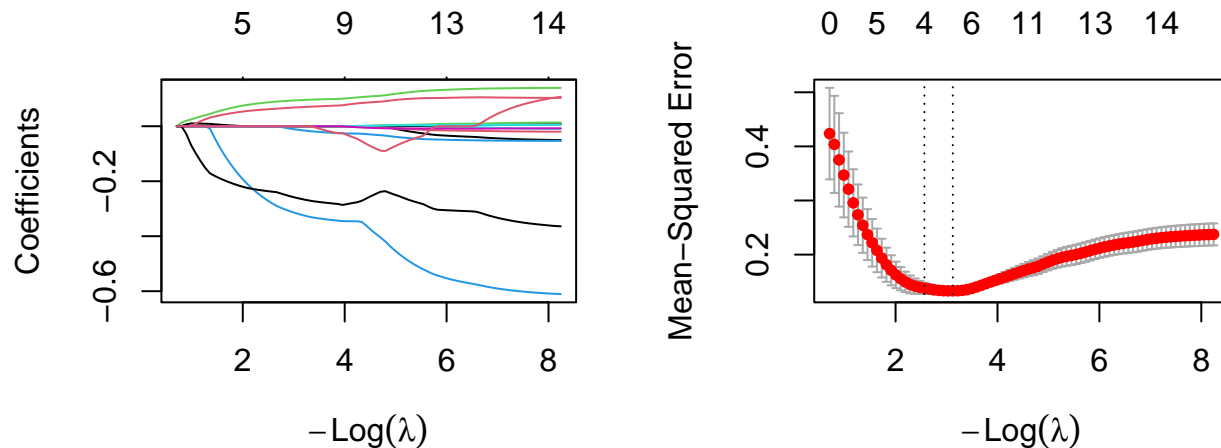 5 9 13 14
Coefficients
−0.2
−0.6
2 4 6 8
−Log(λ)
0 5 4 6 11 13 14
Mean−Squared Error
0.4
0.2
2 4 6 8
−Log(λ)